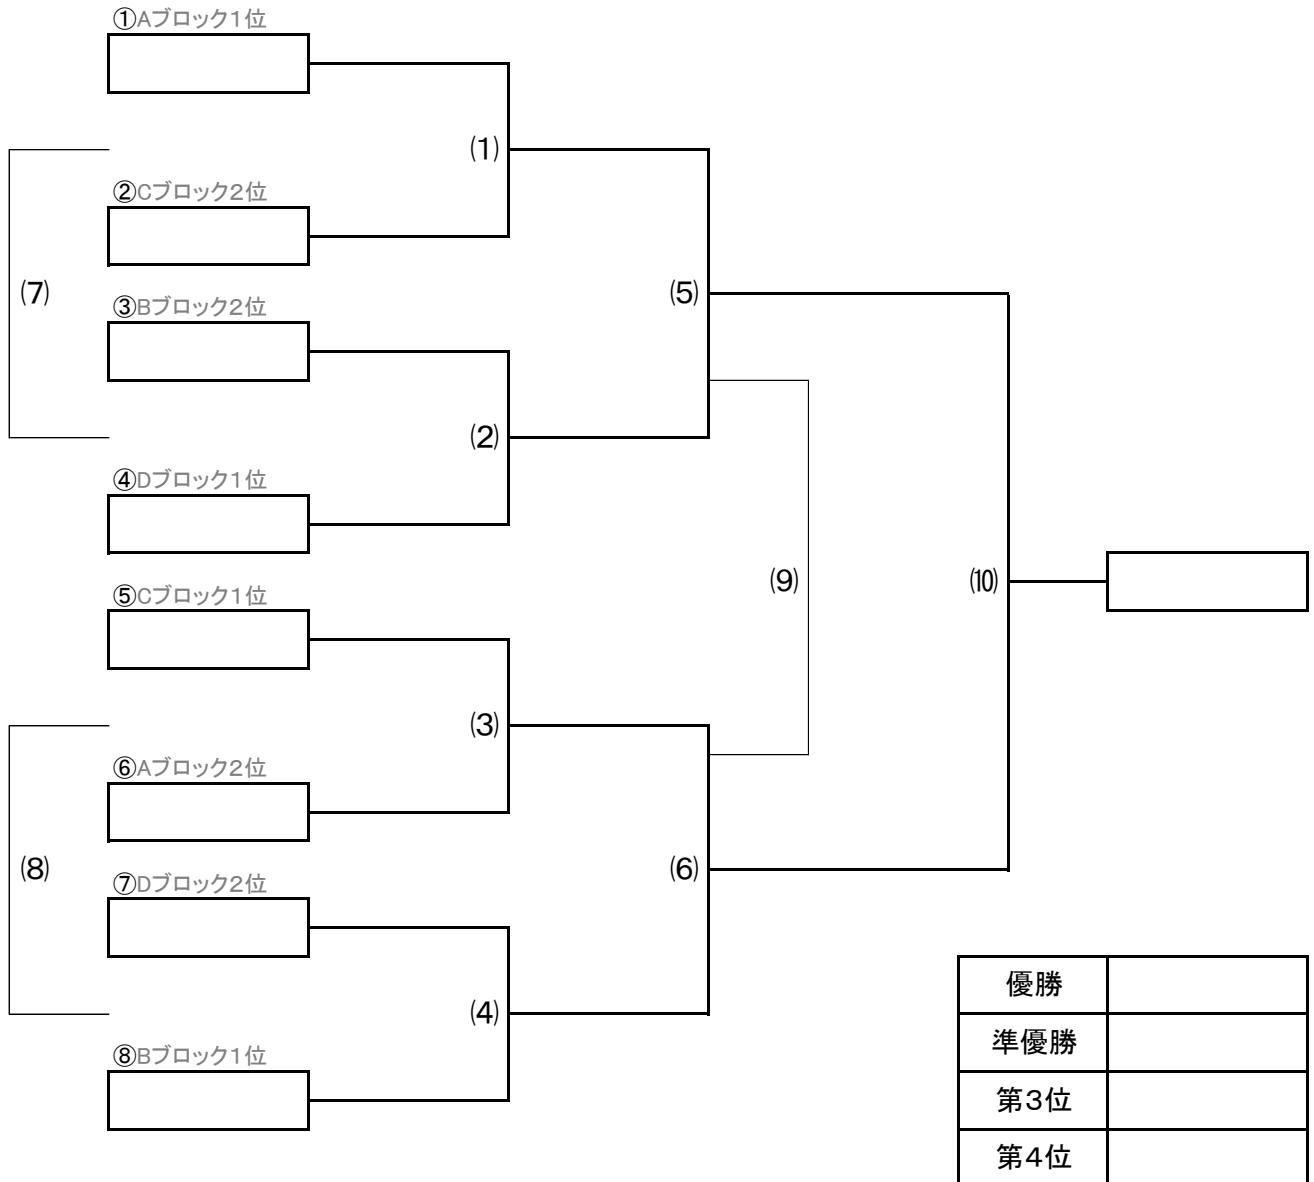 ①Aブロック1位
⑴
②Cブロック2位
⑺
⑸
③Bブロック2位
⑵
④Dブロック1位
⑼
⑽
⑤Cブロック1位
⑶
⑥Aブロック2位
⑻
⑹
⑦Dブロック2位
⑷
⑧Bブロック1位
優勝
準優勝
第3位
第4位